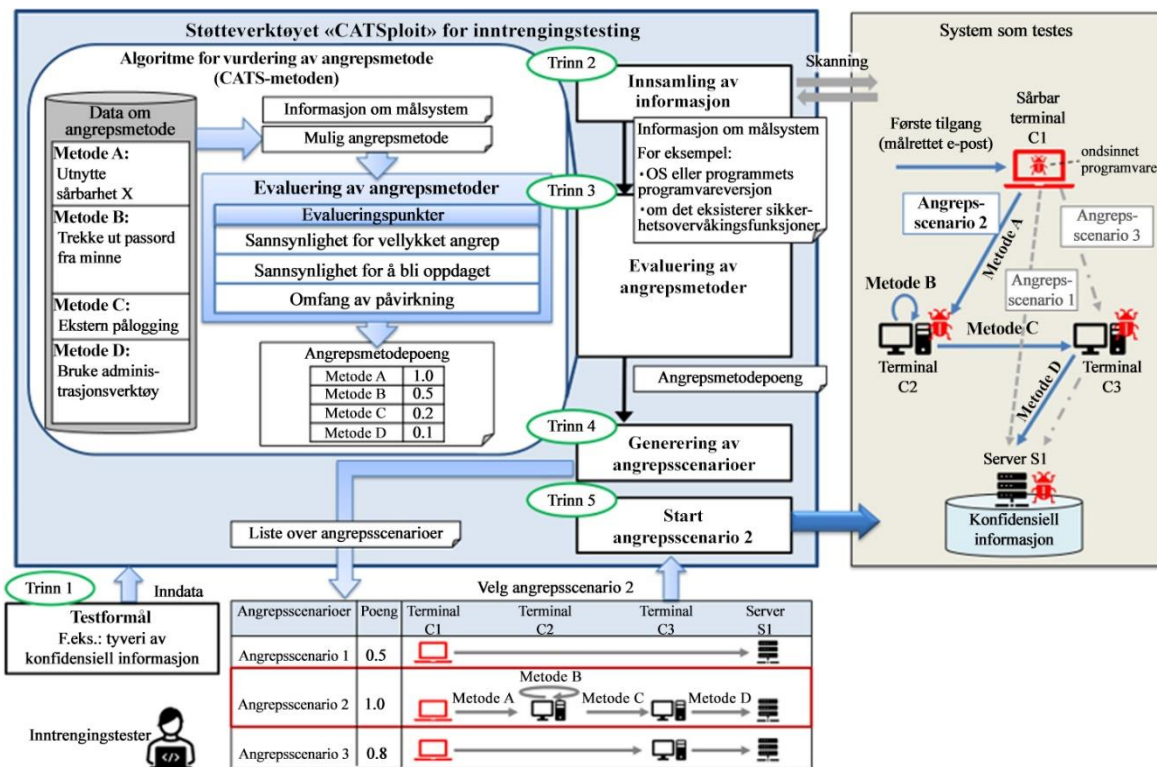 Støtteverktøyet «CATSploit» for inntrengingstesting
Algoritme for vurdering av angrepsmetode
(CATS-metoden)
Data om
angrepsmetode
Metode A:
Utnytte
sårbarhet X
Metode B:
Trekke ut passord
fra minne
Metode C:
Ekstern pålogging
Metode D:
Bruke adminis-
trasjonsverktøy
Informasjon om målsystem
Mulig angrepsmetode
Evaluering av angrepsmetoder
Evalueringspunkter
Sannsynlighet for vellykket angrep
Sannsynlighet for å bli oppdaget
Omfang av påvirkning
Angrepsmetodepoeng
Metode A 1.0
Metode B 0.5
Metode C 0.2
Metode D 0.1
Trinn 2
Innsamling av
informasjon
Informasjon om målsystem
For eksempel:
・OS eller programmets
programvareversjon
・om det eksisterer sikker-
hetsovervåkingsfunksjoner
Trinn 3
Evaluering av
angrepsmetoder
Angrepsmetodepoeng
Trinn 4
Generering av
angrepsscenarioer
Trinn 5
Start
angrepsscenario 2
Liste over angrepsscenarioer
Skanning
System som testes
Sårbar
terminal
C1
Første tilgang
(målrettet e-post)
ondsinnet
programvare
Angreps-
scenario 2
Angreps-
scenario 3
Metode A
Angreps-
scenario 1
Metode B
Metode C
Terminal
C2
Terminal
C3
Metode D
Server S1
Konfidensiell
informasjon
Trinn 1
Inndata
Testformål
F.eks.: tyveri av
konfidensiell informasjon
Inntrengingstester
Velg angrepsscenario 2
Angrepsscenarioer Poeng Terminal C1 Terminal C2 Terminal C3 Server S1
Angrepsscenario 1 0.5
Metode B
Angrepsscenario 2 1.0 Metode A Metode C Metode D
Angrepsscenario 3 0.8